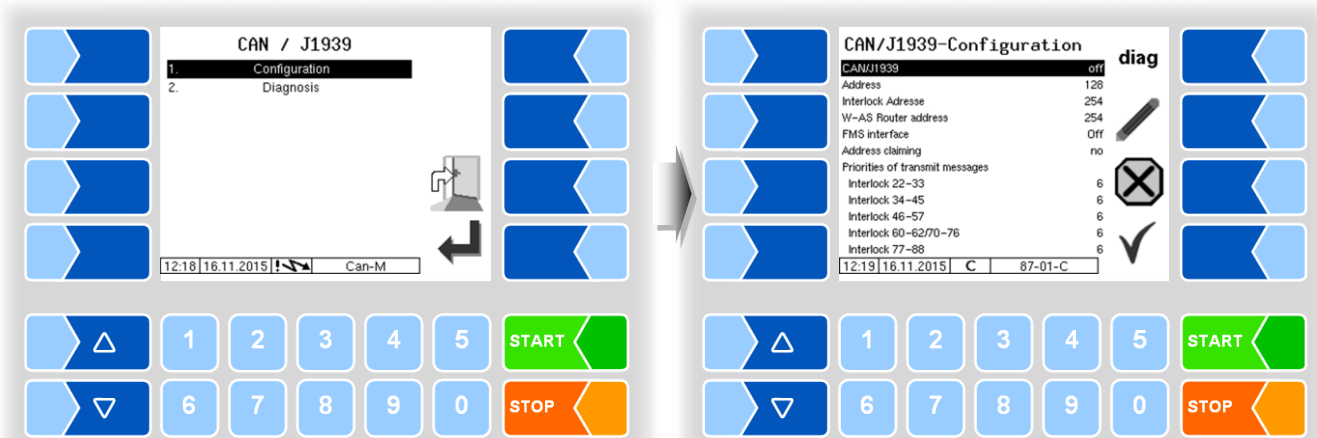 CAN / J1939
1. Configuration
2. Diagnosis
12:18 16.11.2015 ! Can-M
1 2 3 4 5 START
6 7 8 9 0 STOP
CAN/J1939-Configuration
diag
CAN/J1939 off
Address 128
Interlock Adresse 254
W-AS Router address 254
FMS interface Off
Address claiming no
Priorities of transmit messages
Interlock 22-33 6
Interlock 34-45 6
Interlock 46-57 6
Interlock 60-62/70-76 6
Interlock 77-88 6
12:19 16.11.2015 C 87-01-C
1 2 3 4 5 START
6 7 8 9 0 STOP